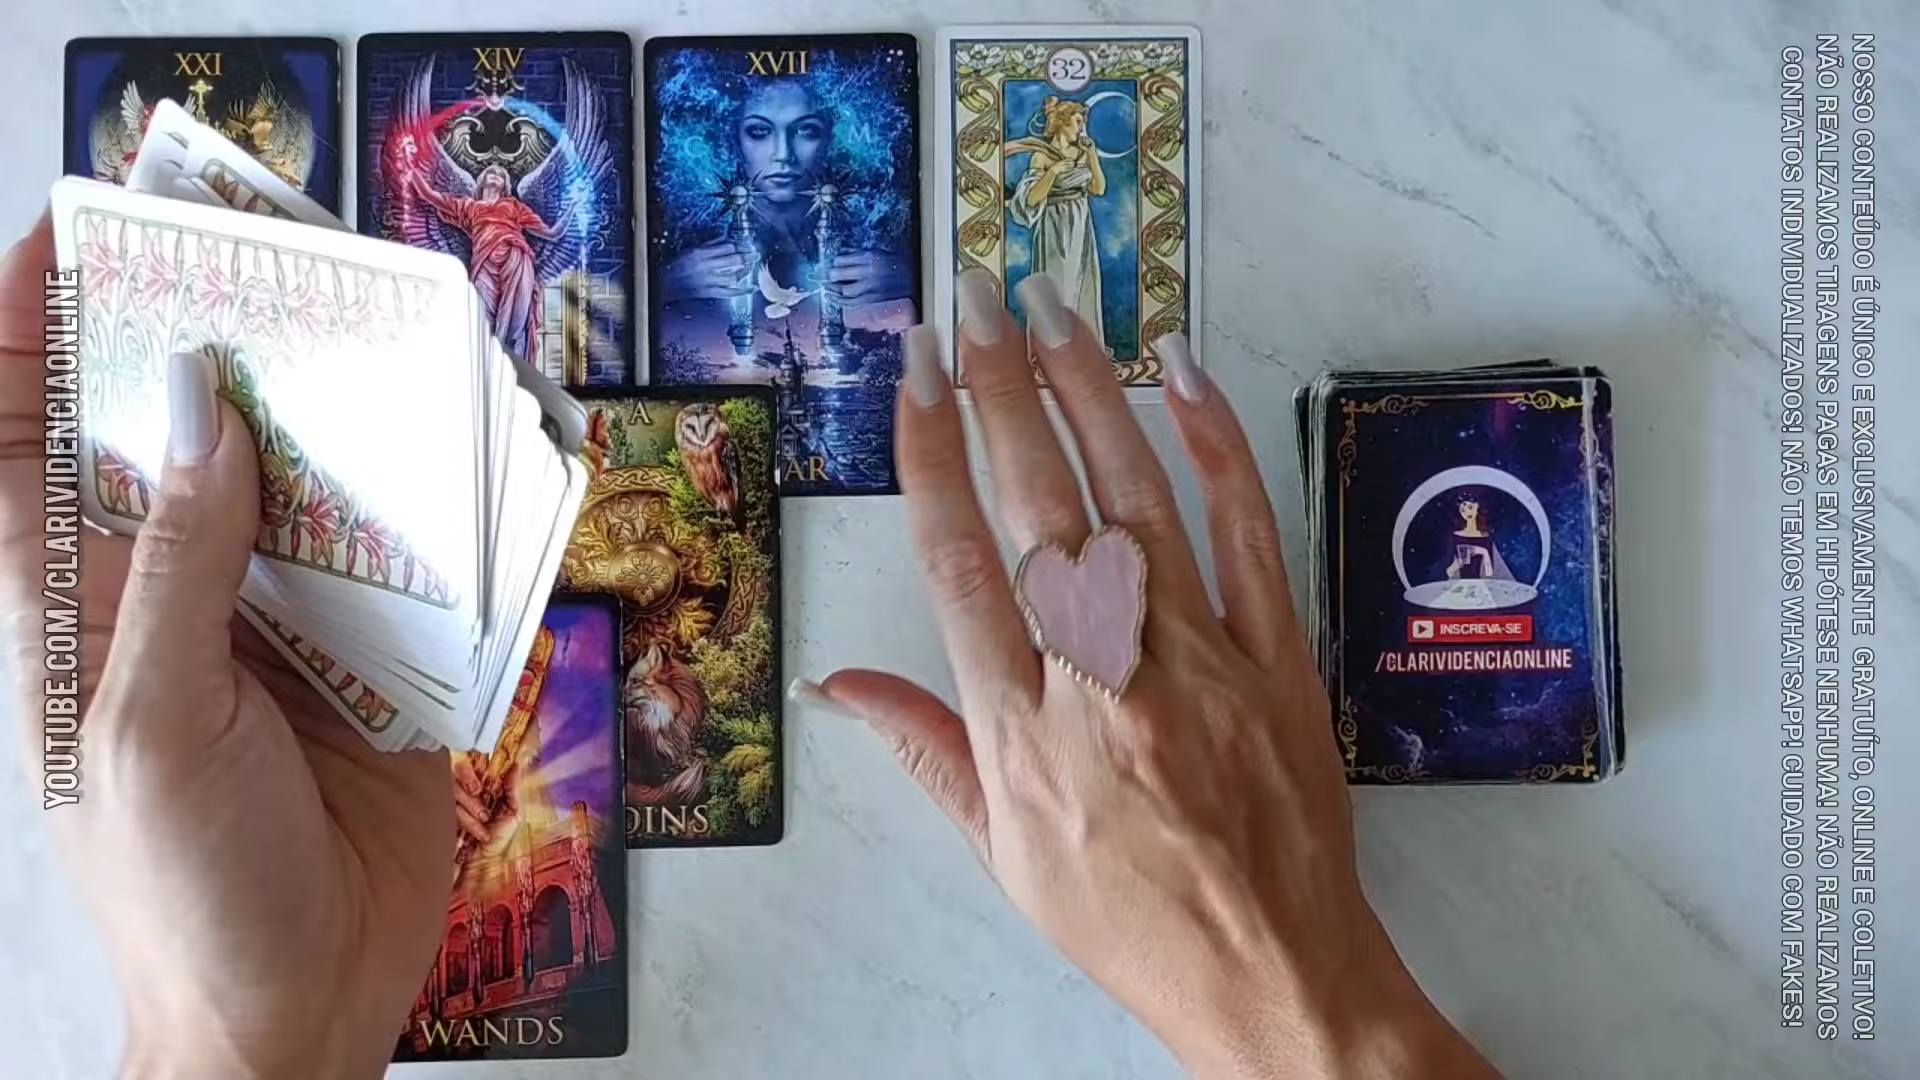 XXI
XIV
XVII
32
A
AR
OINS
WANDS
INSCREVA-SE
/CLARIVIDENCIAONLINE
YOUTUBE.COM/CLARIVIDENCIAONLINE
NOSSO CONTEÚDO É ÚNICO E EXCLUSIVAMENTE GRATUÍTO, ONLINE E COLETIVO!
NÃO REALIZAMOS TIRAGENS PAGAS EM HIPÓTESE NENHUMA! NÃO REALIZAMOS
CONTATOS INDIVIDUALIZADOS! NÃO TEMOS WHATSAPP! CUIDADO COM FAKES!